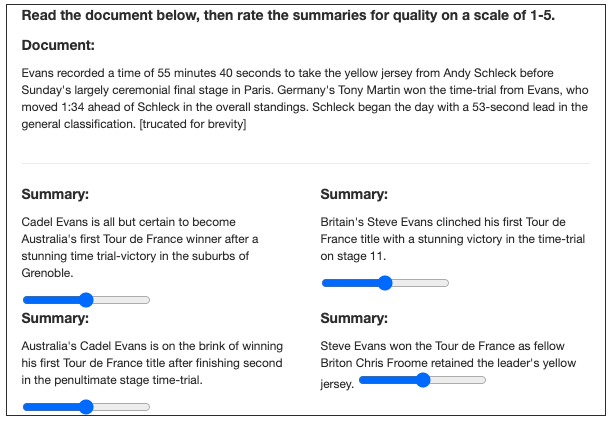 Read the document below, then rate the summaries for quality on a scale of 1-5.
Document:
Evans recorded a time of 55 minutes 40 seconds to take the yellow jersey from Andy Schleck before
Sunday's largely ceremonial final stage in Paris. Germany's Tony Martin won the time-trial from Evans, who
moved 1:34 ahead of Schleck in the overall standings. Schleck began the day with a 53-second lead in the
general classification. [trucated for brevity]
Summary:
Cadel Evans is all but certain to become
Australia's first Tour de France winner after a
stunning time trial-victory in the suburbs of
Grenoble.
Summary:
Britain's Steve Evans clinched his first Tour de
France title with a stunning victory in the time-trial
on stage 11.
Summary:
Australia's Cadel Evans is on the brink of winning
his first Tour de France title after finishing second
in the penultimate stage time-trial.
Summary:
Steve Evans won the Tour de France as fellow
Briton Chris Froome retained the leader's yellow
jersey.